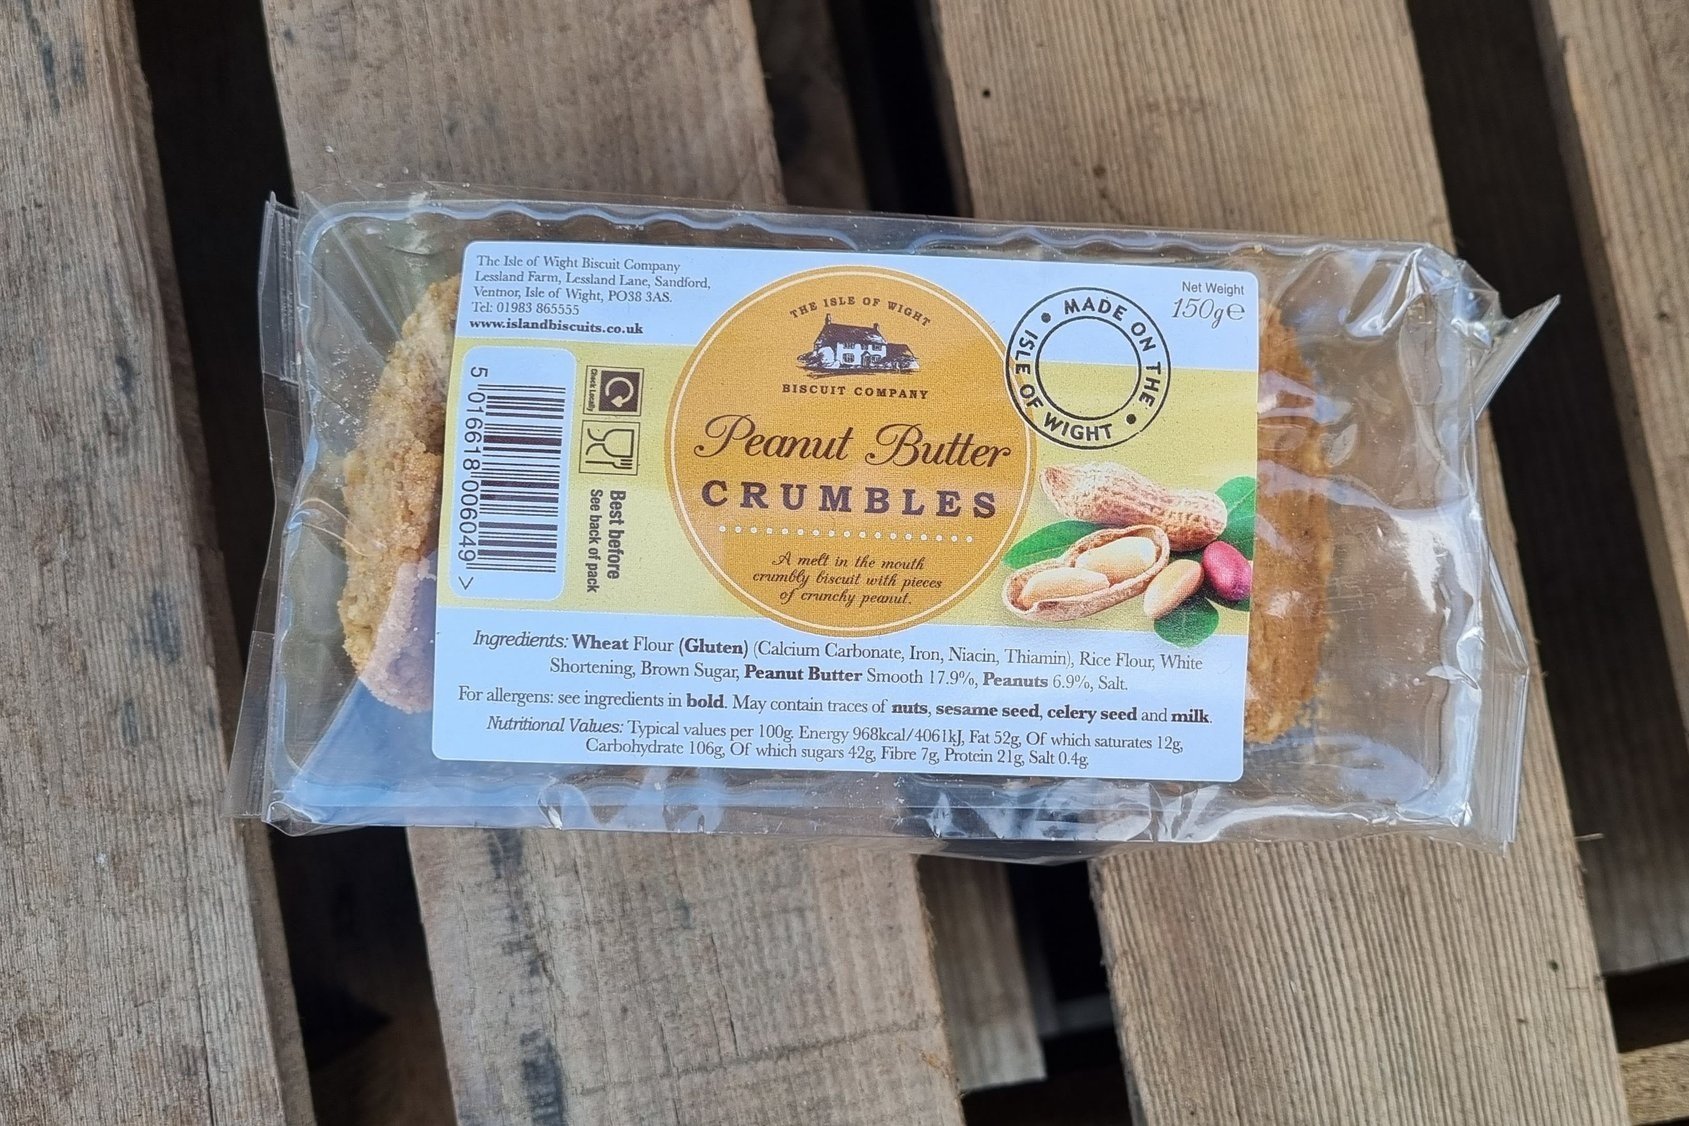 The Isle of Wight Biscuit Company
Lessland Farm, Lessland Lane, Sandford,
Ventnor, Isle of Wight, PO38 3AS.
Tel: 01983 865555
www.islandbiscuits.co.uk
5 016618 006049 >
Check Locally
Best before
See back of pack
THE ISLE OF WIGHT
BISCUIT COMPANY
Peanut Butter
CRUMBLES
A melt in the mouth
crumbly biscuit with pieces
of crunchy peanut.
MADE ON THE • ISLE OF WIGHT •
Net Weight
150g e
Ingredients: Wheat Flour (Gluten) (Calcium Carbonate, Iron, Niacin, Thiamin), Rice Flour, White
Shortening, Brown Sugar, Peanut Butter Smooth 17.9%, Peanuts 6.9%, Salt.
For allergens: see ingredients in bold. May contain traces of nuts, sesame seed, celery seed and milk.
Nutritional Values: Typical values per 100g. Energy 968kcal/4061kJ, Fat 52g, Of which saturates 12g,
Carbohydrate 106g, Of which sugars 42g, Fibre 7g, Protein 21g, Salt 0.4g.